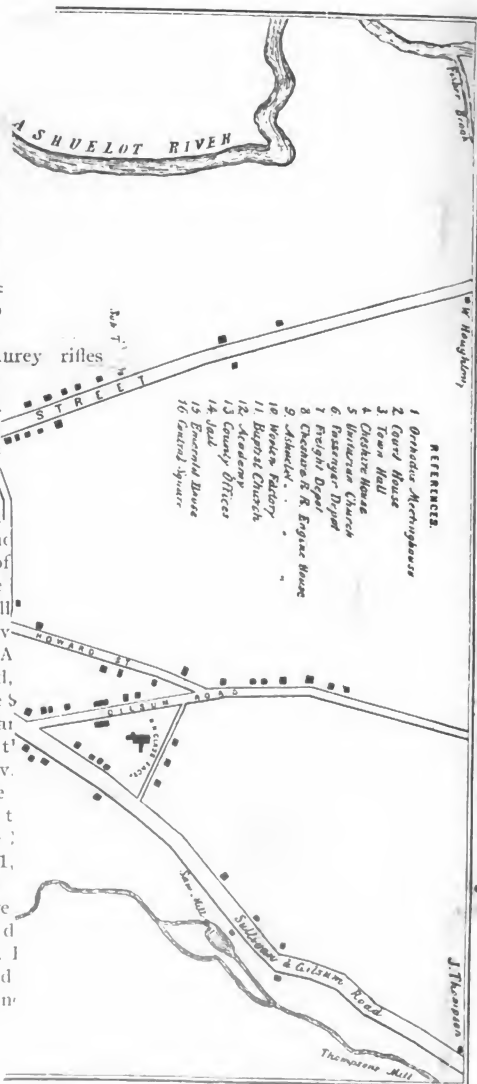 ASHUELOT RIVER
Fisher Brook
W. Houghton,
STREET
urey rifles
REFERENCES.
1 Orthodox Meetinghouse
2 Court House
3 Town Hall
4 Cheshire House
5 Unitarian Church
6 Passenger Depot
7 Freight Depot
8 Cheshire R. R. Engine House
9 Ashuelot. . . . "
10 Woolen Factory
11. Baptist Church
12. Academy
13 County Offices
14. Jail
15 Emerald House
16 Central Square
HOWARD ST
GILSUM ROAD
Saw-Mill
Sullivan & Gilsum Road
J. Thompson
Thompsons Mill